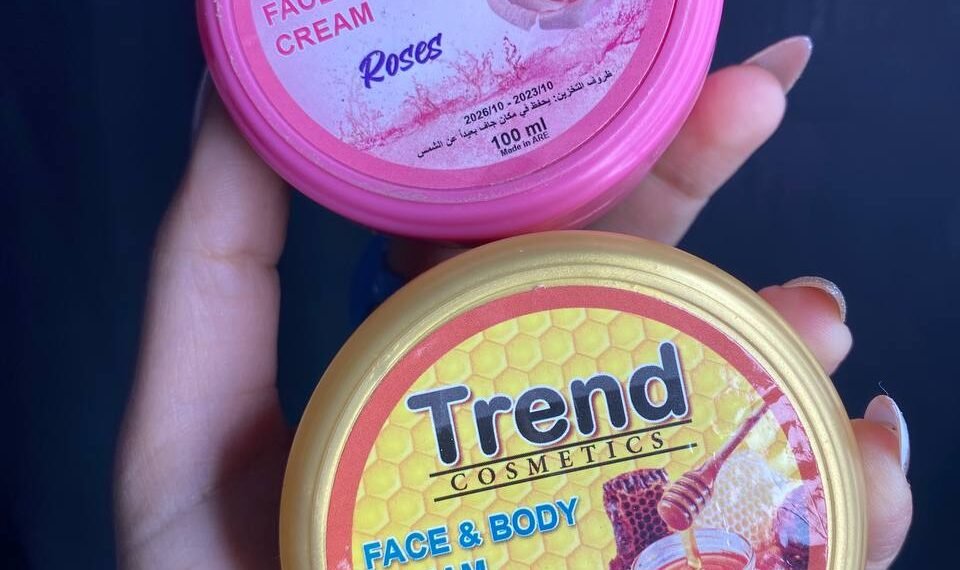 FACE
CREAM
Roses
2026/10 - 2023/10
ظروف التخزين: يحفظ في مكان جاف بعيداً عن الشمس
100 ml
Made in ARE
Trend
COSMETICS
FACE & BODY